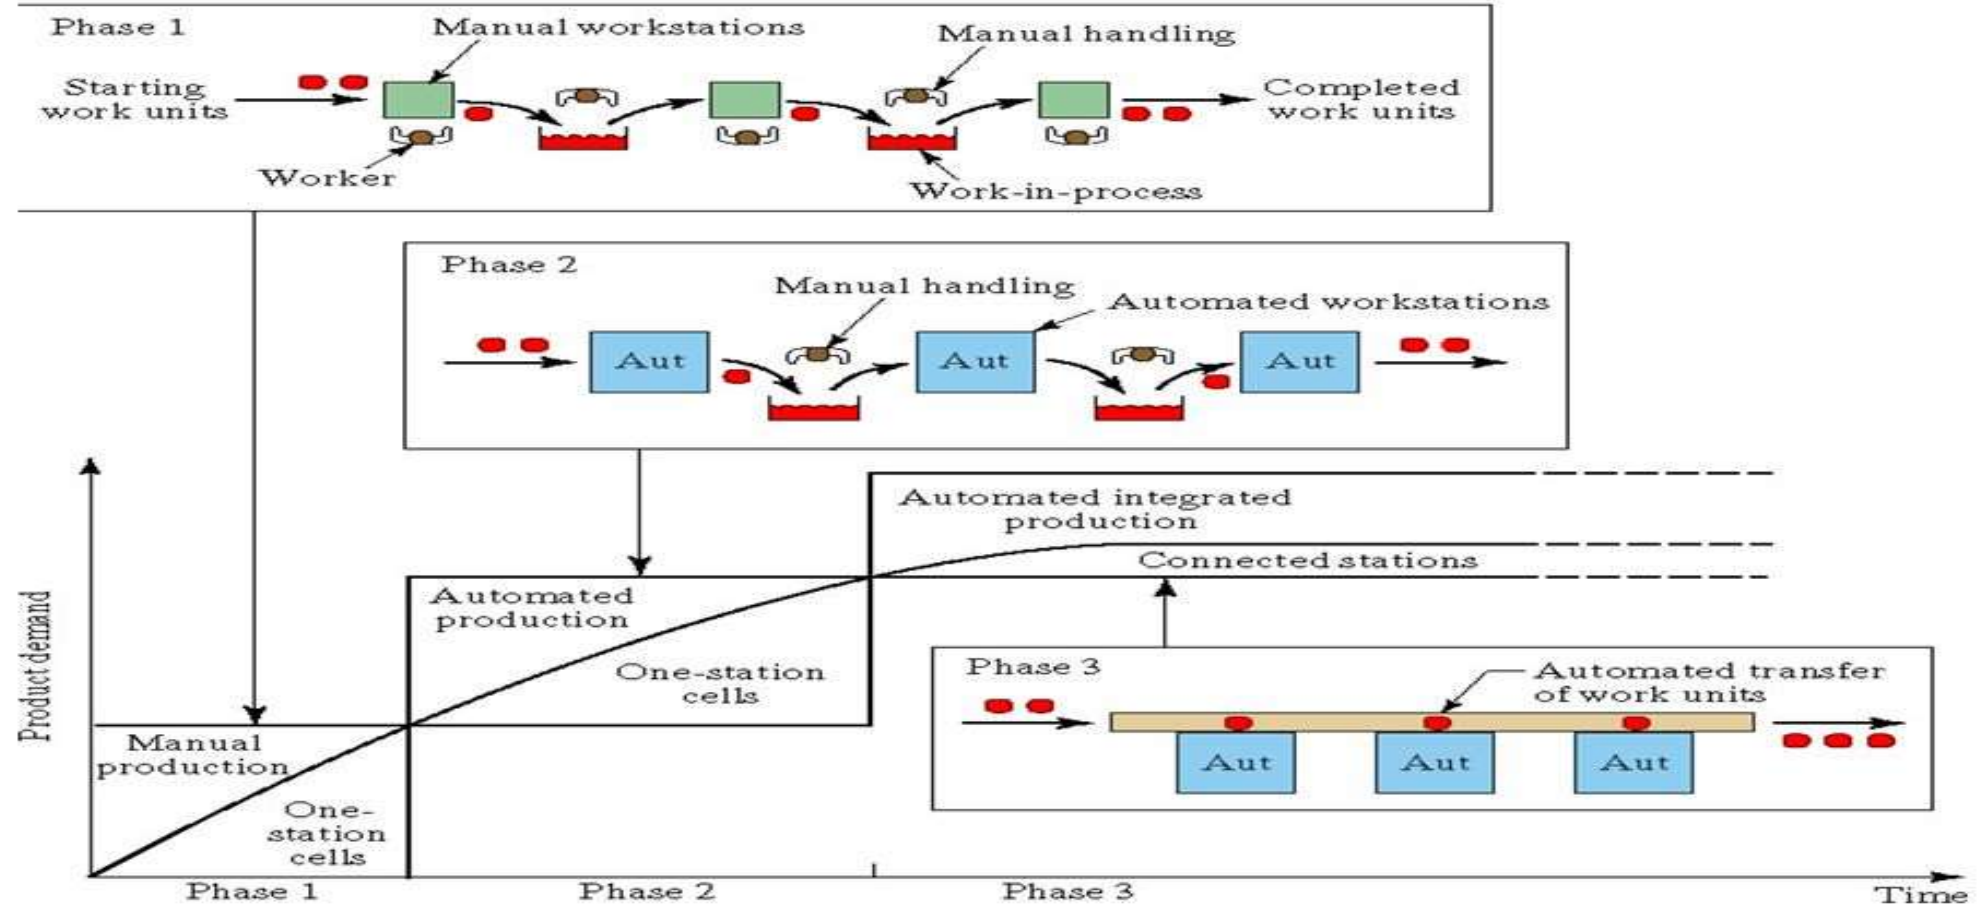 Phase 1
Manual workstations
Manual handling
Starting
work units
Completed
work units
Worker
Work-in-process
Phase 2
Manual handling
Automated workstations
Aut
Aut
Aut
Automated integrated
production
Connected stations
Automated
production
One-station
cells
Phase 3
Automated transfer
of work units
Aut
Aut
Aut
Product demand
Manual
production
One-
station
cells
Phase 1
Phase 2
Phase 3
Time